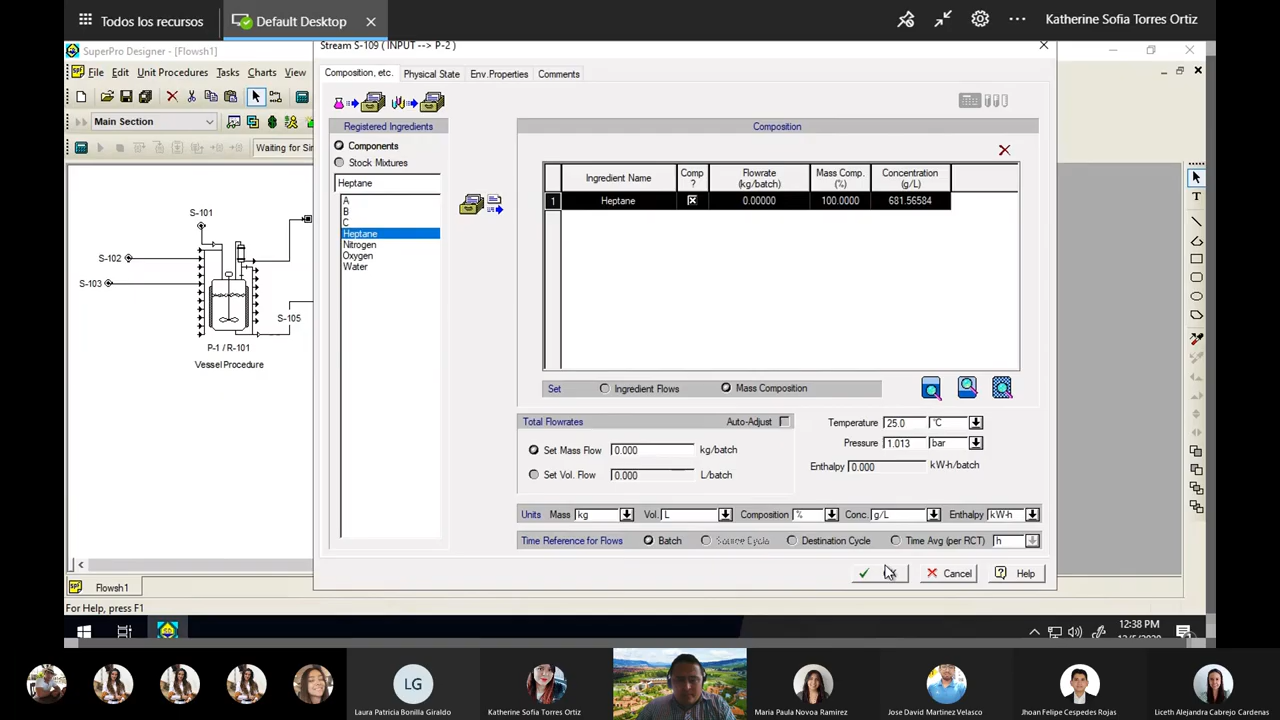 Todos los recursos
Default Desktop
Katherine Sofia Torres Ortiz
SuperPro Designer - [Flowsh1]
Stream S-109 ( INPUT --> P-2 )
File Edit Unit Procedures Tasks Charts View
Composition, etc. Physical State Env.Properties Comments
Main Section
Registered Ingredients
Composition
Waiting for Sim
Components
Stock Mixtures
Heptane
Ingredient Name
Comp ?
Flowrate (kg/batch)
Mass Comp. (%)
Concentration (g/L)
1 Heptane 0.00000 100.0000 681.56584
A
B
C
Heptane
Nitrogen
Oxygen
Water
S-101
S-102
S-103
S-105
P-1 / R-101
Vessel Procedure
Set Ingredient Flows Mass Composition
Total Flowrates Auto-Adjust
Set Mass Flow 0.000 kg/batch
Set Vol. Flow 0.000 L/batch
Temperature 25.0 °C
Pressure 1.013 bar
Enthalpy 0.000 kW-h/batch
Units Mass kg Vol. L Composition % Conc. g/L Enthalpy kW-h
Time Reference for Flows Batch Source Cycle Destination Cycle Time Avg (per RCT) h
Cancel Help
Flowsh1
For Help, press F1
12:38 PM
LG
Laura Patricia Bonilla Giraldo
Katherine Sofia Torres Ortiz
Maria Paula Novoa Ramirez
Jose David Martinez Velasco
Jhoan Felipe Cespedes Rojas
Liceth Alejandra Cabrejo Cardenas